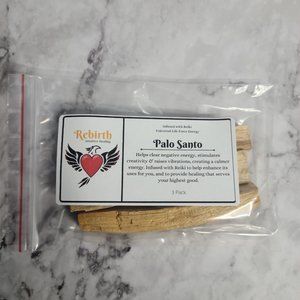 Rebirth
Intuitive Healing
Infused with Reiki
Universal Life Force Energy
Palo Santo
Helps clear negative energy, stimulates
creativity & raises vibrations, creating a calmer
energy. Infused with Reiki to help enhance its
uses for you, and to provide healing that serves
your highest good.
3 Pack